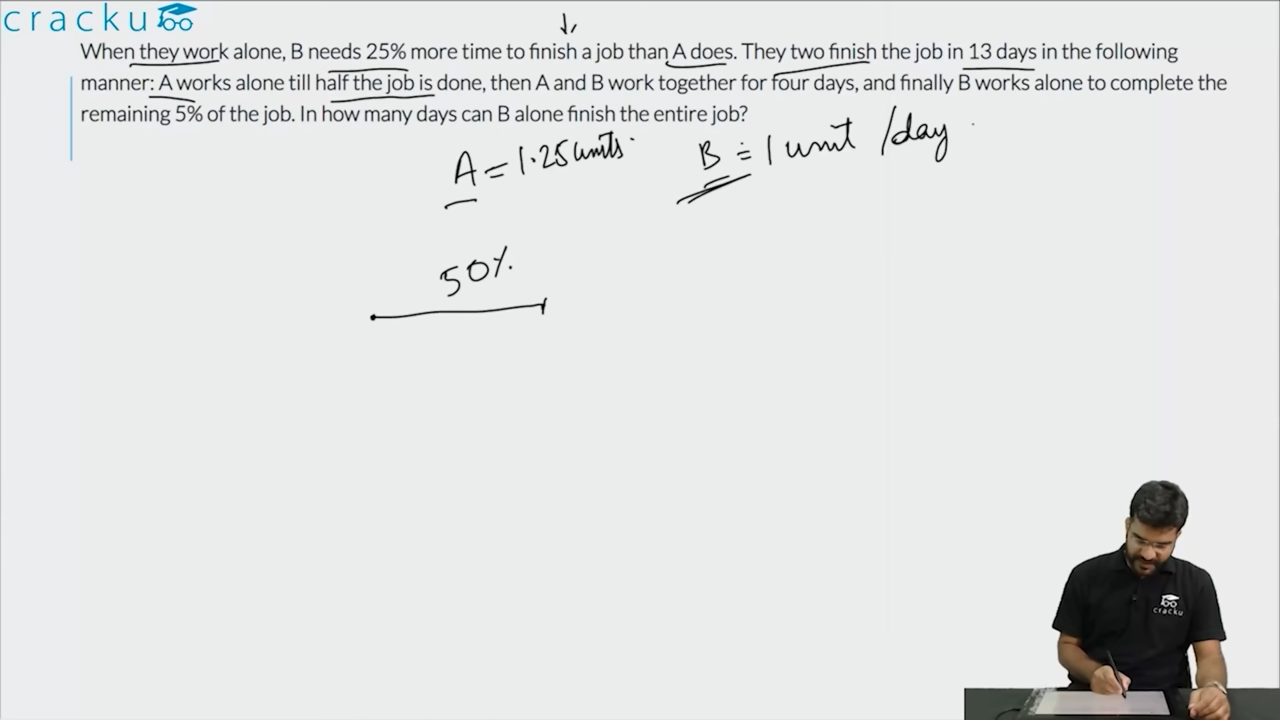 cracku
When they work alone, B needs 25% more time to finish a job than A does. They two finish the job in 13 days in the following
manner: A works alone till half the job is done, then A and B work together for four days, and finally B works alone to complete the
remaining 5% of the job. In how many days can B alone finish the entire job?
A = 1.25 units B = 1 unit /day
50%
cracku